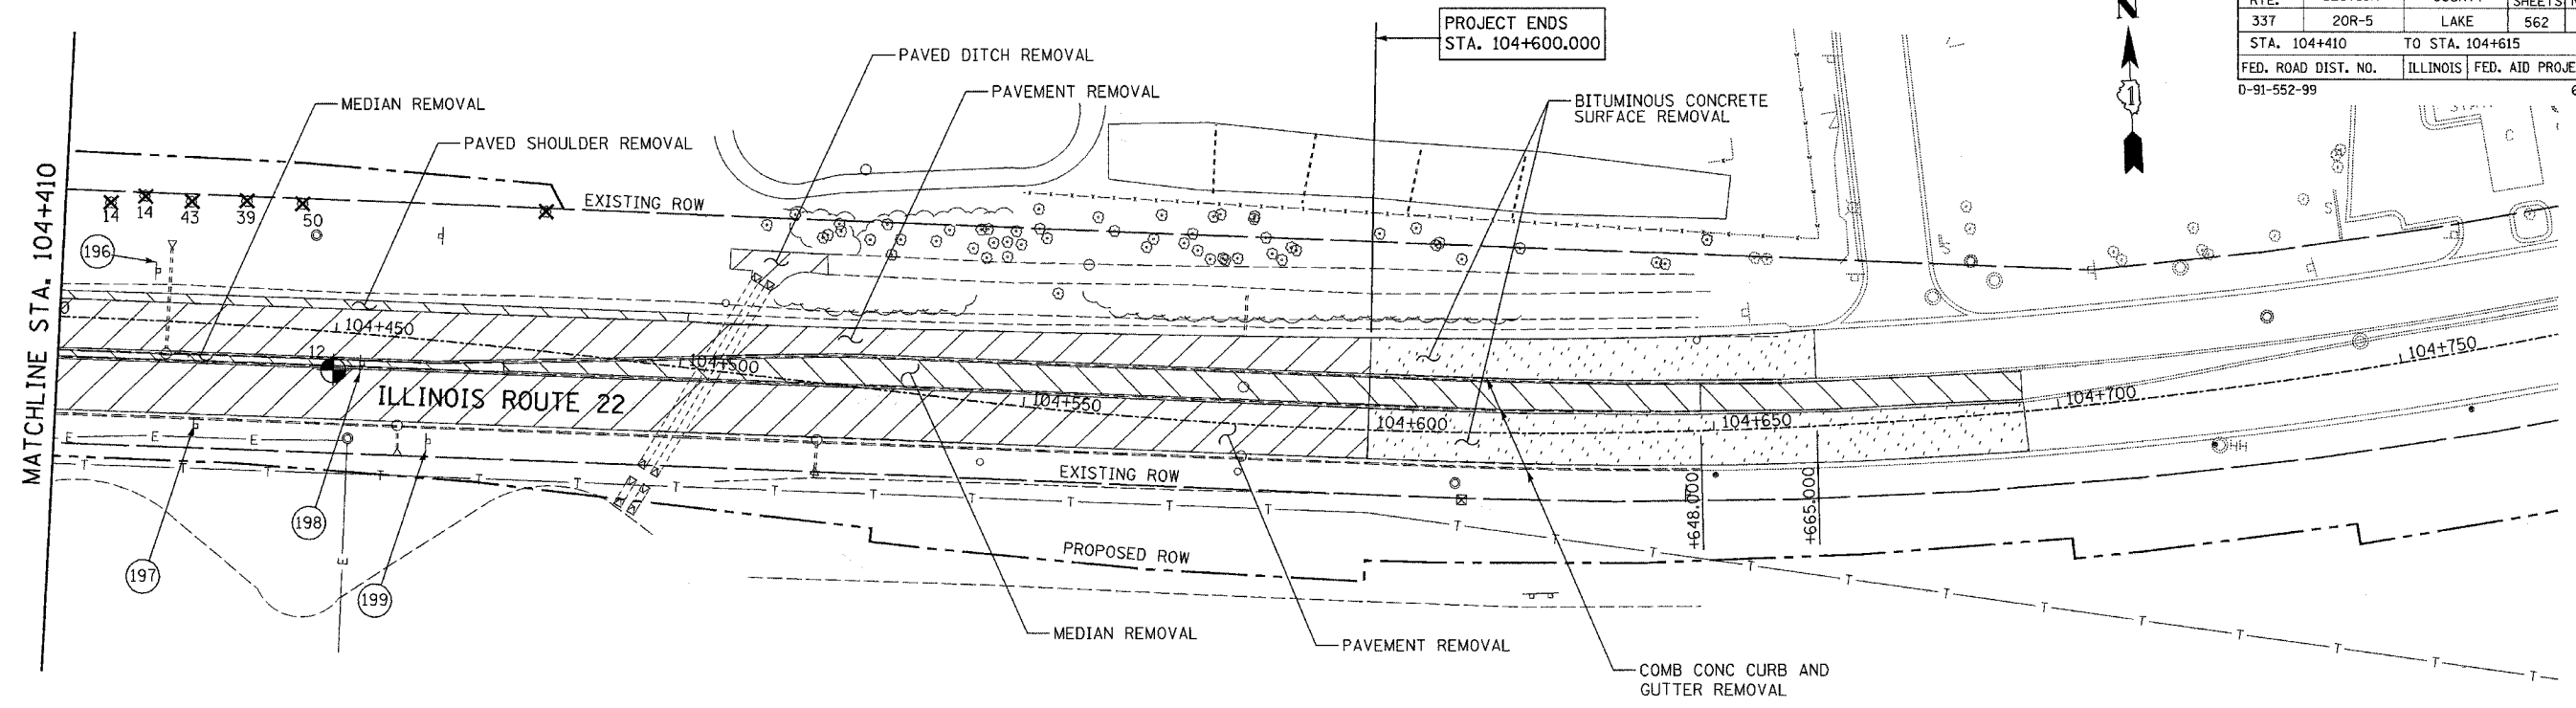 337 20R-5 LAKE 562
STA. 104+410 TO STA. 104+615
FED. ROAD DIST. NO. ILLINOIS FED. AID PROJE
D-91-552-99
N
1
PROJECT ENDS
STA. 104+600.000
PAVED DITCH REMOVAL
PAVEMENT REMOVAL
BITUMINOUS CONCRETE
SURFACE REMOVAL
MEDIAN REMOVAL
PAVED SHOULDER REMOVAL
MATCHLINE STA. 104+410
EXISTING ROW
14 14 43 39 50
196
104+450
12
104+500
ILLINOIS ROUTE 22
104+550
104+600
104+650
104+700
104+750
E E E
E
T T T T T T T T T T T T T T T T T T T T T T T
HH
S
S
C
EXISTING ROW
+648.000
+665.000
PROPOSED ROW
197
198
199
MEDIAN REMOVAL
PAVEMENT REMOVAL
COMB CONC CURB AND
GUTTER REMOVAL